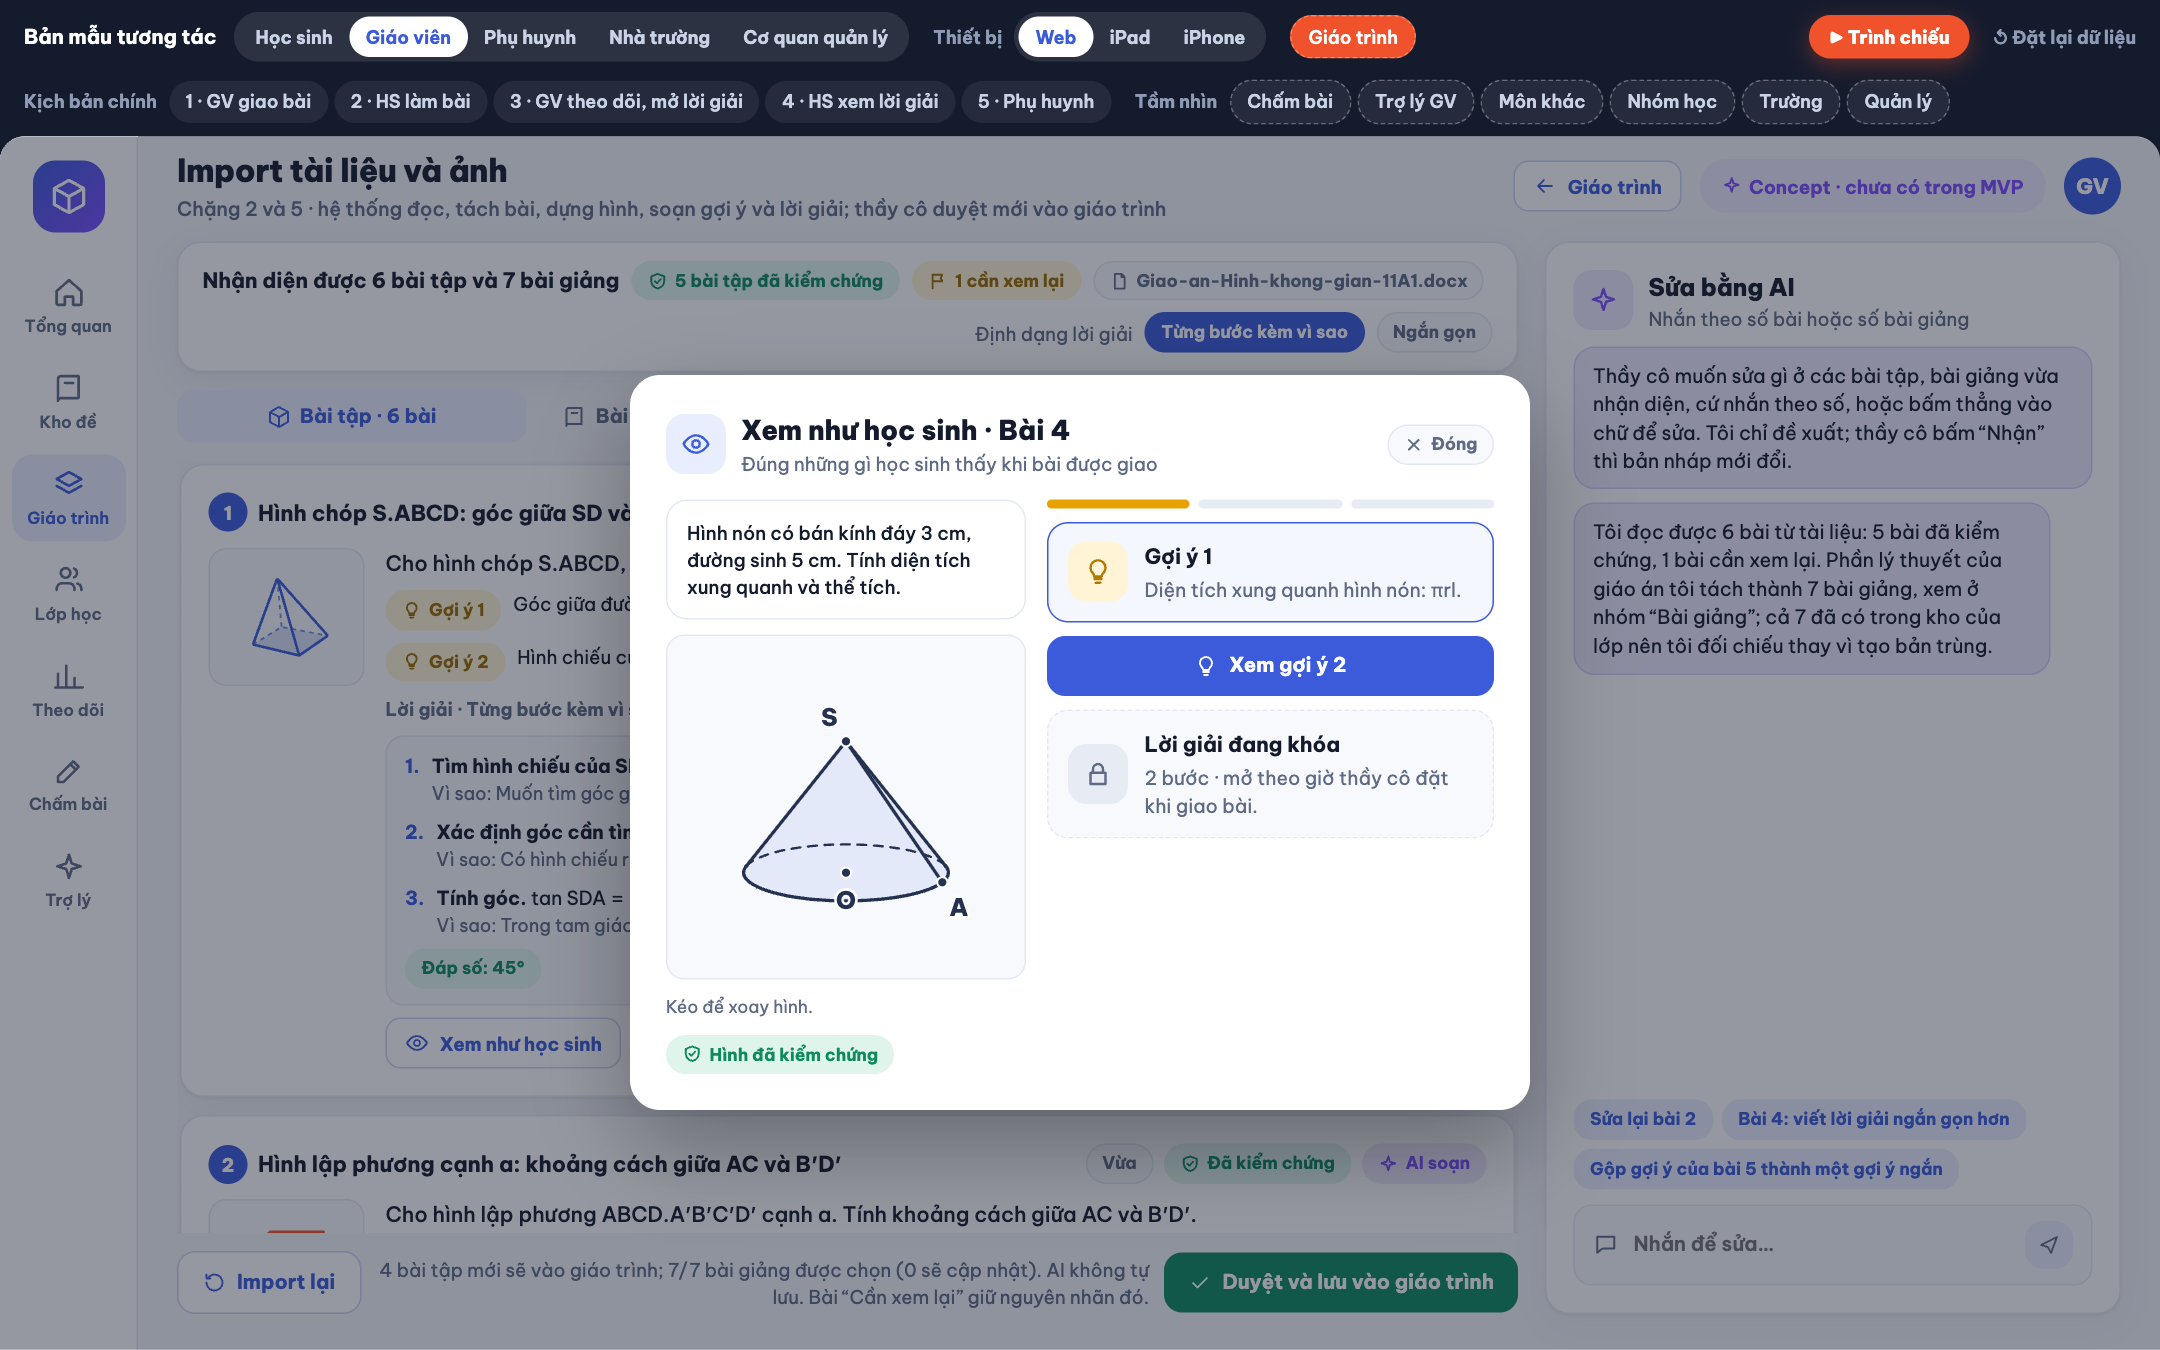 Bản mẫu tương tác
Học sinh
Giáo viên
Phụ huynh
Nhà trường
Cơ quan quản lý
Thiết bị
Web
iPad
iPhone
Giáo trình
Trình chiếu
Đặt lại dữ liệu
Kịch bản chính
1 · GV giao bài
2 · HS làm bài
3 · GV theo dõi, mở lời giải
4 · HS xem lời giải
5 · Phụ huynh
Tầm nhìn
Chấm bài
Trợ lý GV
Môn khác
Nhóm học
Trường
Quản lý
Tổng quan
Kho đề
Giáo trình
Lớp học
Theo dõi
Chấm bài
Trợ lý
Import tài liệu và ảnh
Chặng 2 và 5 · hệ thống đọc, tách bài, dựng hình, soạn gợi ý và lời giải; thầy cô duyệt mới vào giáo trình
Giáo trình
Concept · chưa có trong MVP
GV
Nhận diện được 6 bài tập và 7 bài giảng
5 bài tập đã kiểm chứng
1 cần xem lại
Giao-an-Hinh-khong-gian-11A1.docx
Định dạng lời giải
Từng bước kèm vì sao
Ngắn gọn
Bài tập · 6 bài
Bài
1
Hình chóp S.ABCD: góc giữa SD và
Cho hình chóp S.ABCD,
Gợi ý 1
Góc giữa
Gợi ý 2
Hình chiếu
Lời giải · Từng bước kèm vì
1. Tìm hình chiếu của
Vì sao: Muốn tìm góc
2. Xác định góc cần
Vì sao: Có hình chiếu
3. Tính góc. tan SDA =
Vì sao: Trong tam
Đáp số: 45°
Xem như học sinh
2
Hình lập phương cạnh a: khoảng cách giữa AC và B’D’
Vừa
Đã kiểm chứng
AI soạn
Cho hình lập phương ABCD.A’B’C’D’ cạnh a. Tính khoảng cách giữa AC và B’D’.
Import lại
4 bài tập mới sẽ vào giáo trình; 7/7 bài giảng được chọn (0 sẽ cập nhật). AI không tự
lưu. Bài “Cần xem lại” giữ nguyên nhãn đó.
Duyệt và lưu vào giáo trình
Xem như học sinh · Bài 4
Đúng những gì học sinh thấy khi bài được giao
Đóng
Hình nón có bán kính đáy 3 cm,
đường sinh 5 cm. Tính diện tích
xung quanh và thể tích.
S
O
A
Kéo để xoay hình.
Hình đã kiểm chứng
Gợi ý 1
Diện tích xung quanh hình nón: πrl.
Xem gợi ý 2
Lời giải đang khóa
2 bước · mở theo giờ thầy cô đặt
khi giao bài.
Sửa bằng AI
Nhắn theo số bài hoặc số bài giảng
Thầy cô muốn sửa gì ở các bài tập, bài giảng vừa
nhận diện, cứ nhắn theo số, hoặc bấm thẳng vào
chữ để sửa. Tôi chỉ đề xuất; thầy cô bấm “Nhận”
thì bản nháp mới đổi.
Tôi đọc được 6 bài từ tài liệu: 5 bài đã kiểm
chứng, 1 bài cần xem lại. Phần lý thuyết của
giáo án tôi tách thành 7 bài giảng, xem ở
nhóm “Bài giảng”; cả 7 đã có trong kho của
lớp nên tôi đối chiếu thay vì tạo bản trùng.
Sửa lại bài 2
Bài 4: viết lời giải ngắn gọn hơn
Gộp gợi ý của bài 5 thành một gợi ý ngắn
Nhắn để sửa...